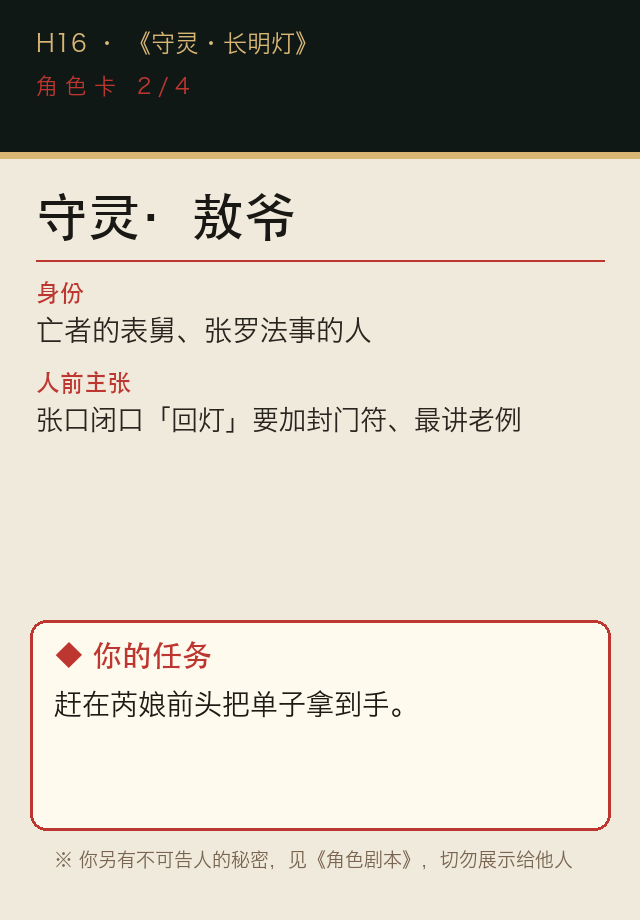 H16 · 《守灵·长明灯》
角色卡 2/4
守灵· 敖爷
身份
亡者的表舅、张罗法事的人
人前主张
张口闭口「回灯」要加封门符、最讲老例
◆ 你的任务
赶在芮娘前头把单子拿到手。
※ 你另有不可告人的秘密，见《角色剧本》，切勿展示给他人